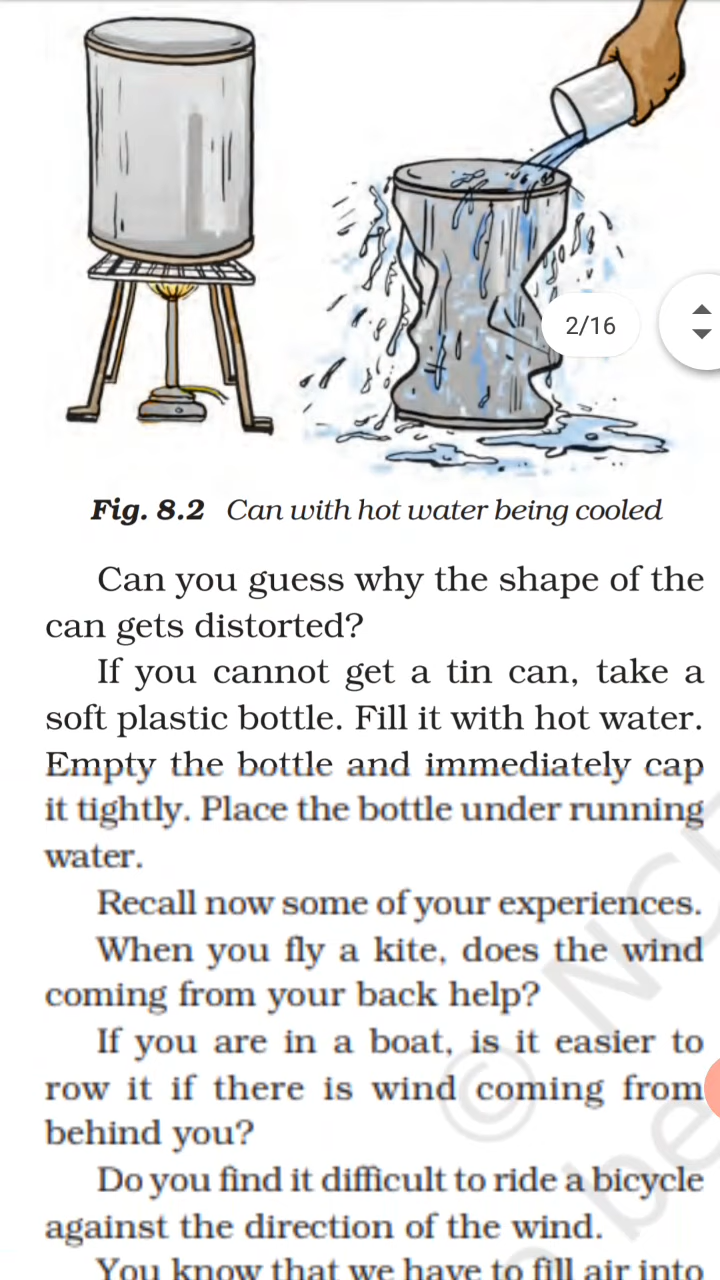 2/16
Fig. 8.2 Can with hot water being cooled
Can you guess why the shape of the
can gets distorted?
If you cannot get a tin can, take a
soft plastic bottle. Fill it with hot water.
Empty the bottle and immediately cap
it tightly. Place the bottle under running
water.
Recall now some of your experiences.
When you fly a kite, does the wind
coming from your back help?
If you are in a boat, is it easier to
row it if there is wind coming from
behind you?
Do you find it difficult to ride a bicycle
against the direction of the wind.
You know that we have to fill air into
© NC
be